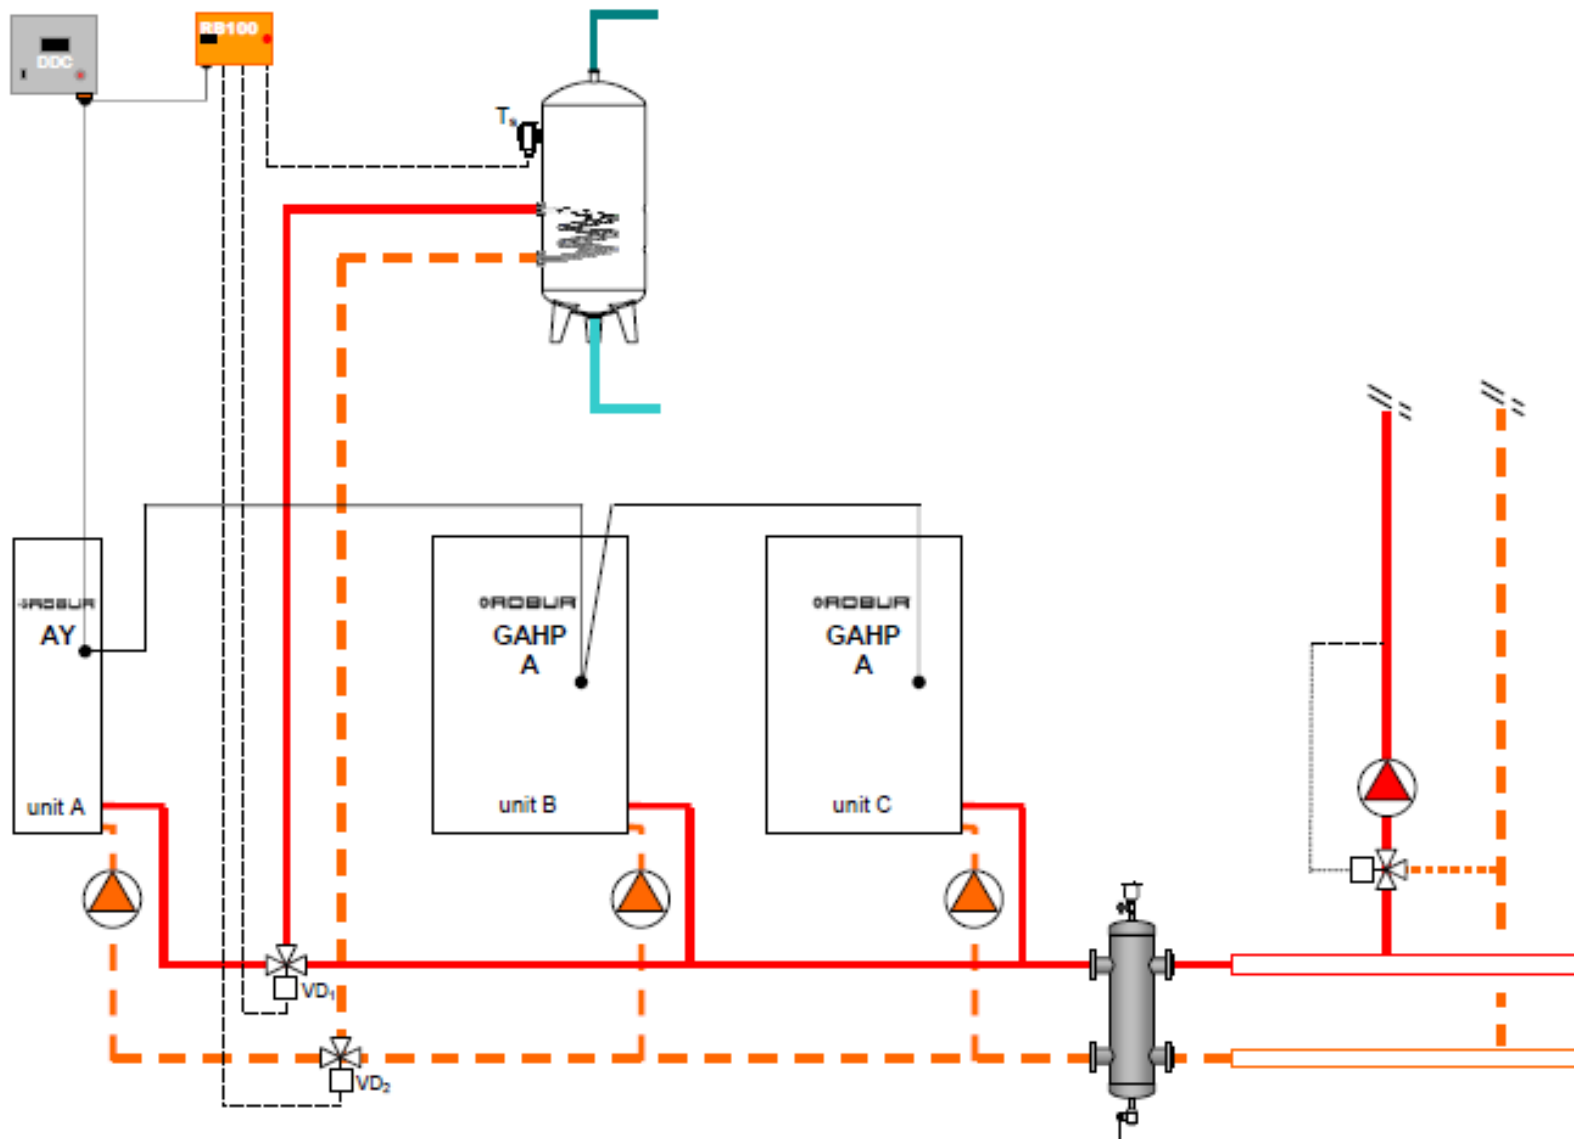 RB100
DDC
Ts
ROBUR
AY
ROBUR
GAHP
A
ROBUR
GAHP
A
unit A
unit B
unit C
VD1
VD2